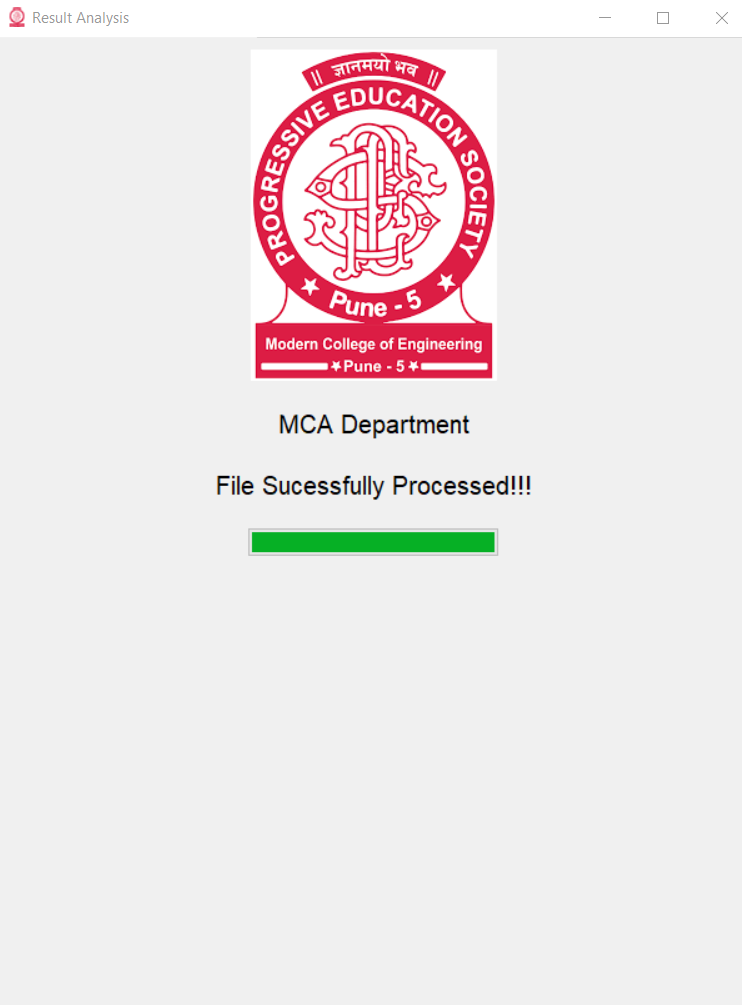 Result Analysis
॥ ज्ञानमयो भव ॥
PROGRESSIVE EDUCATION SOCIETY
★ Pune - 5 ★
Modern College of Engineering
★Pune - 5★
MCA Department
File Sucessfully Processed!!!